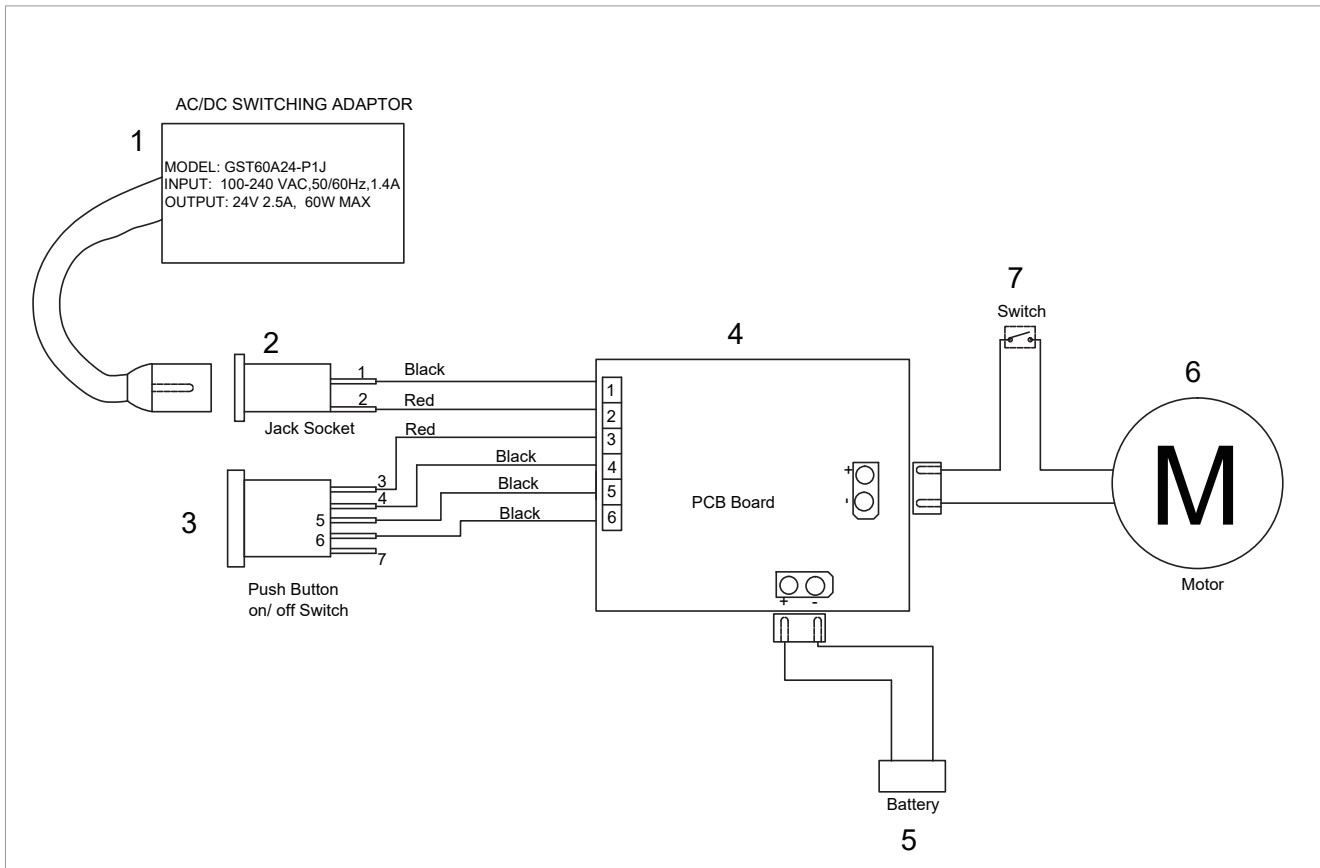 AC/DC SWITCHING ADAPTOR
1
MODEL: GST60A24-P1J
INPUT: 100-240 VAC,50/60Hz,1.4A
OUTPUT: 24V 2.5A, 60W MAX
2
1
Black
2
Red
Jack Socket
3
Red
4
Black
5
Black
6
Black
7
3
Push Button
on/ off Switch
4
1
2
3
4
5
6
PCB Board
+
-
+ -
7
Switch
6
M
Motor
Battery
5